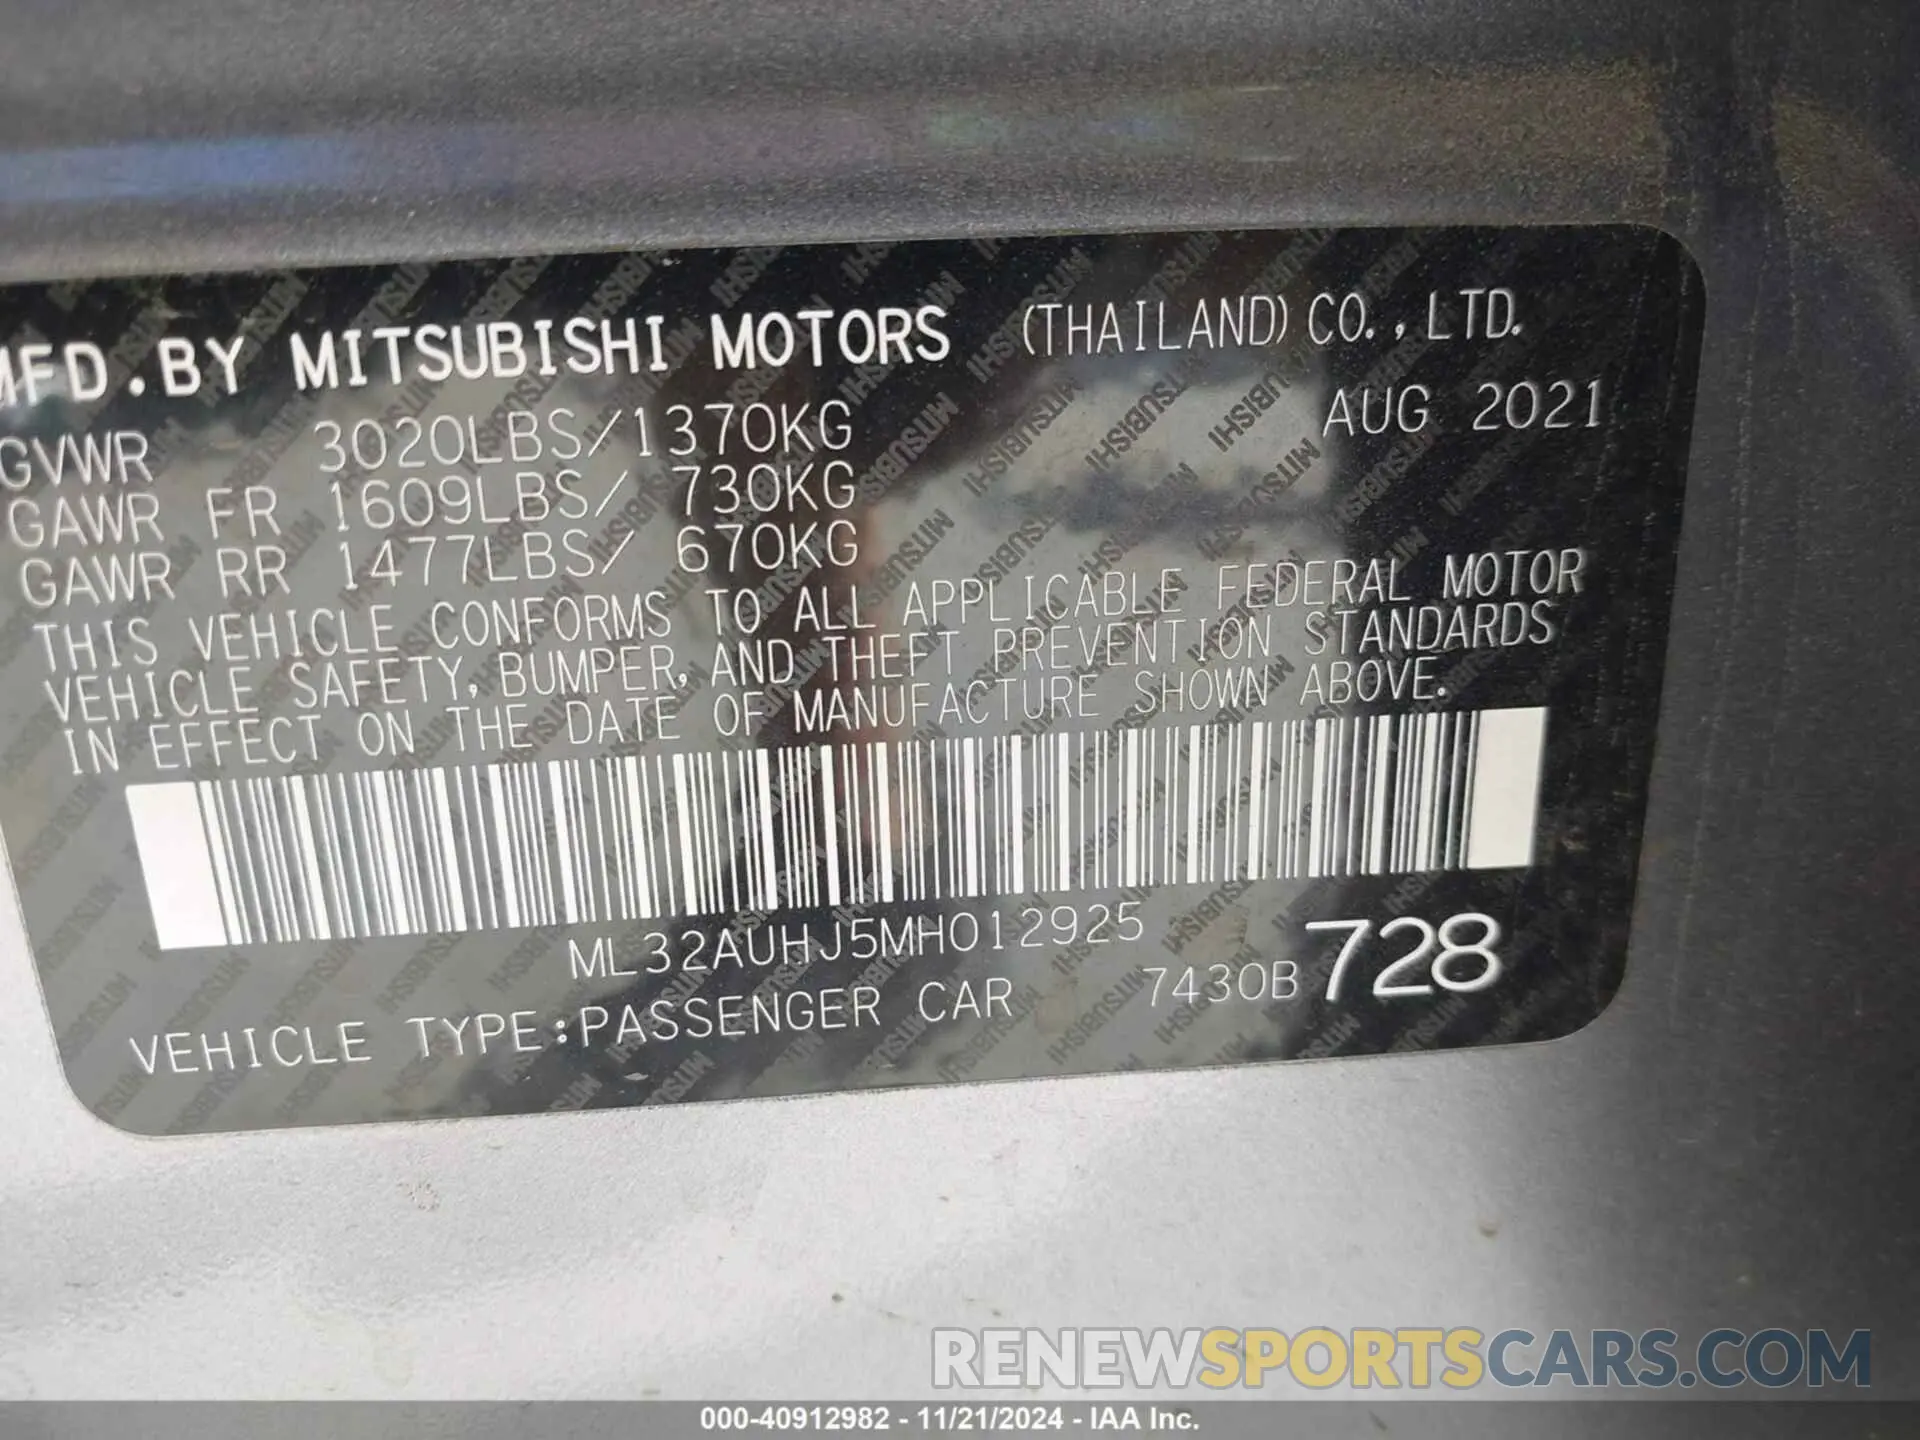 MFD.BY MITSUBISHI MOTORS (THAILAND) CO.,LTD.
AUG 2021
GVWR 3020LBS/1370KG
GAWR FR 1609LBS/ 730KG
GAWR RR 1477LBS/ 670KG
THIS VEHICLE CONFORMS TO ALL APPLICABLE FEDERAL MOTOR
VEHICLE SAFETY, BUMPER, AND THEFT PREVENTION STANDARDS
IN EFFECT ON THE DATE OF MANUFACTURE SHOWN ABOVE.
ML32AUHJ5MH012925
VEHICLE TYPE:PASSENGER CAR 7430B 728
RENEWSPORTSCARS.COM
000-40912982 - 11/21/2024 - IAA Inc.